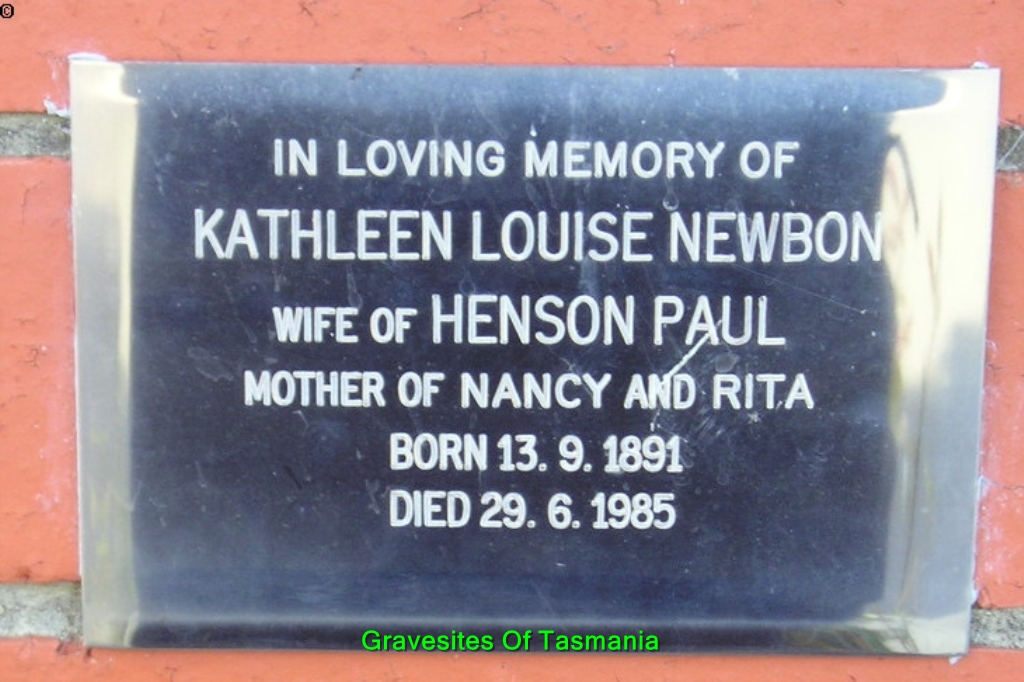 ©
IN LOVING MEMORY OF
KATHLEEN LOUISE NEWBON
WIFE OF HENSON PAUL
MOTHER OF NANCY AND RITA
BORN 13. 9. 1891
DIED 29. 6. 1985
Gravesites Of Tasmania